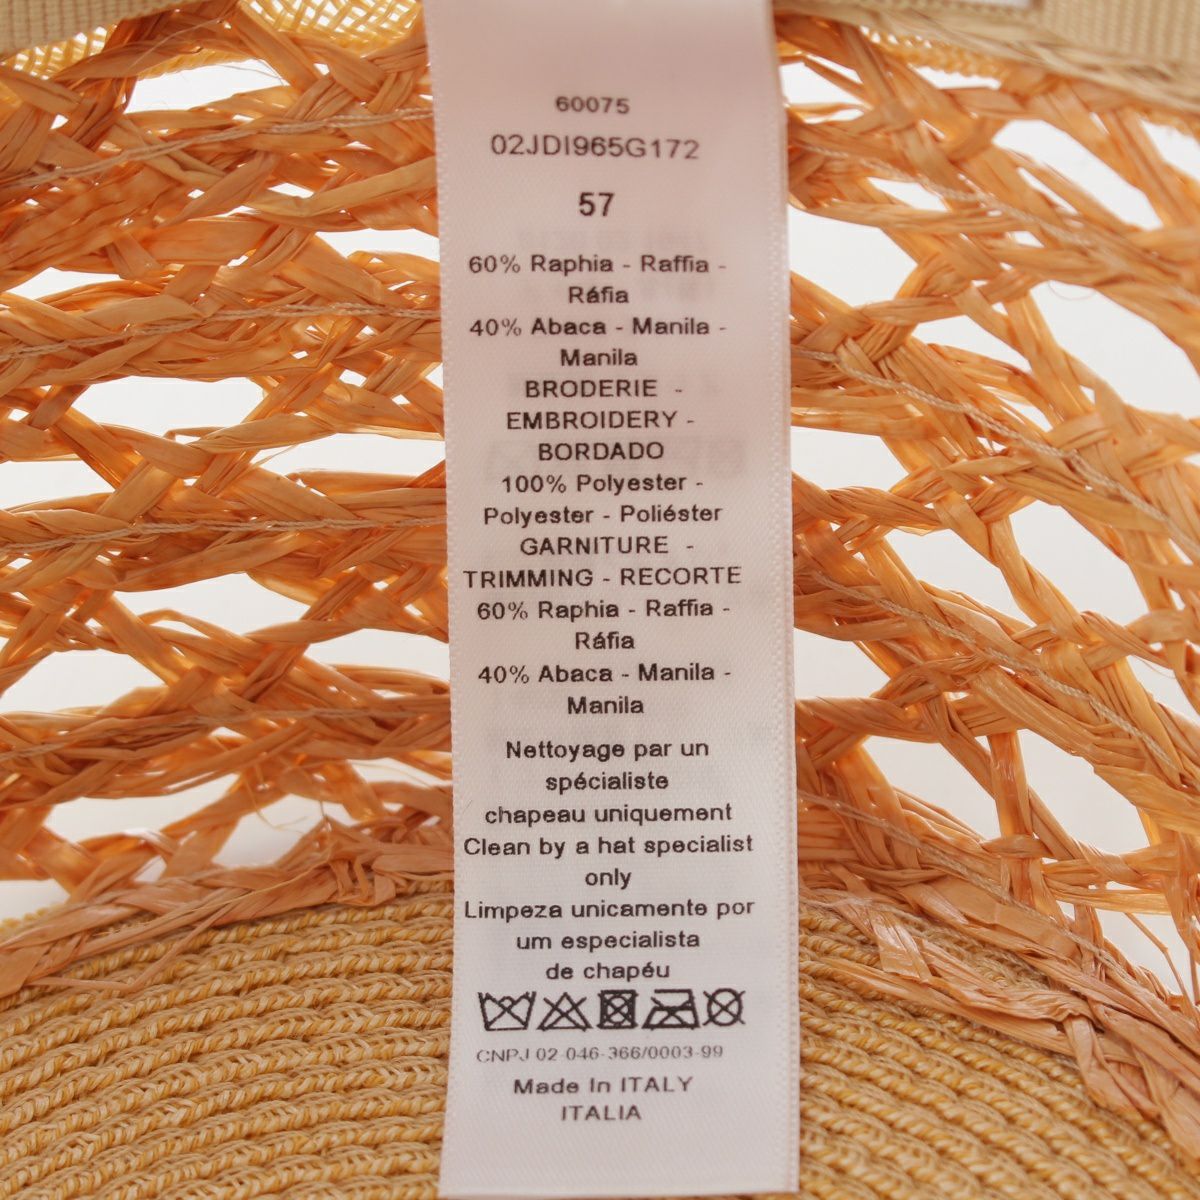 60075
02JDI965G172
57
60% Raphia - Raffia -
Ráfia
40% Abaca - Manila -
Manila
BRODERIE -
EMBROIDERY -
BORDADO
100% Polyester -
Polyester - Poliéster
GARNITURE -
TRIMMING - RECORTE
60% Raphia - Raffia -
Ráfia
40% Abaca - Manila -
Manila
Nettoyage par un
spécialiste
chapeau uniquement
Clean by a hat specialist
only
Limpeza unicamente por
um especialista
de chapéu
CNPJ 02-046-366/0003-99
Made In ITALY
ITALIA